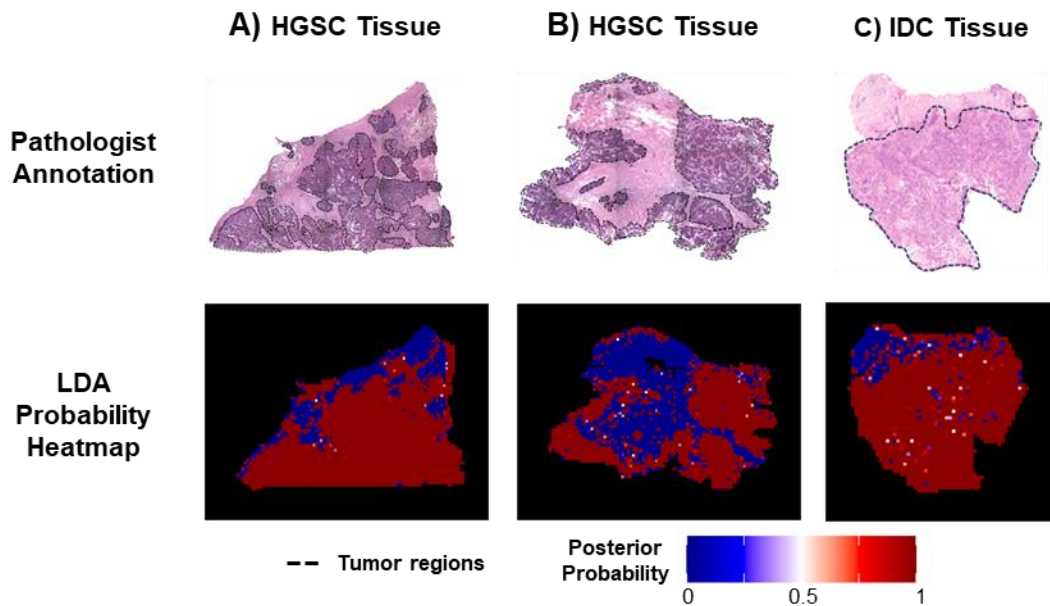 A) HGSC Tissue
B) HGSC Tissue
C) IDC Tissue
Pathologist
Annotation
LDA
Probability
Heatmap
Tumor regions
Posterior
Probability
0
0.5
1